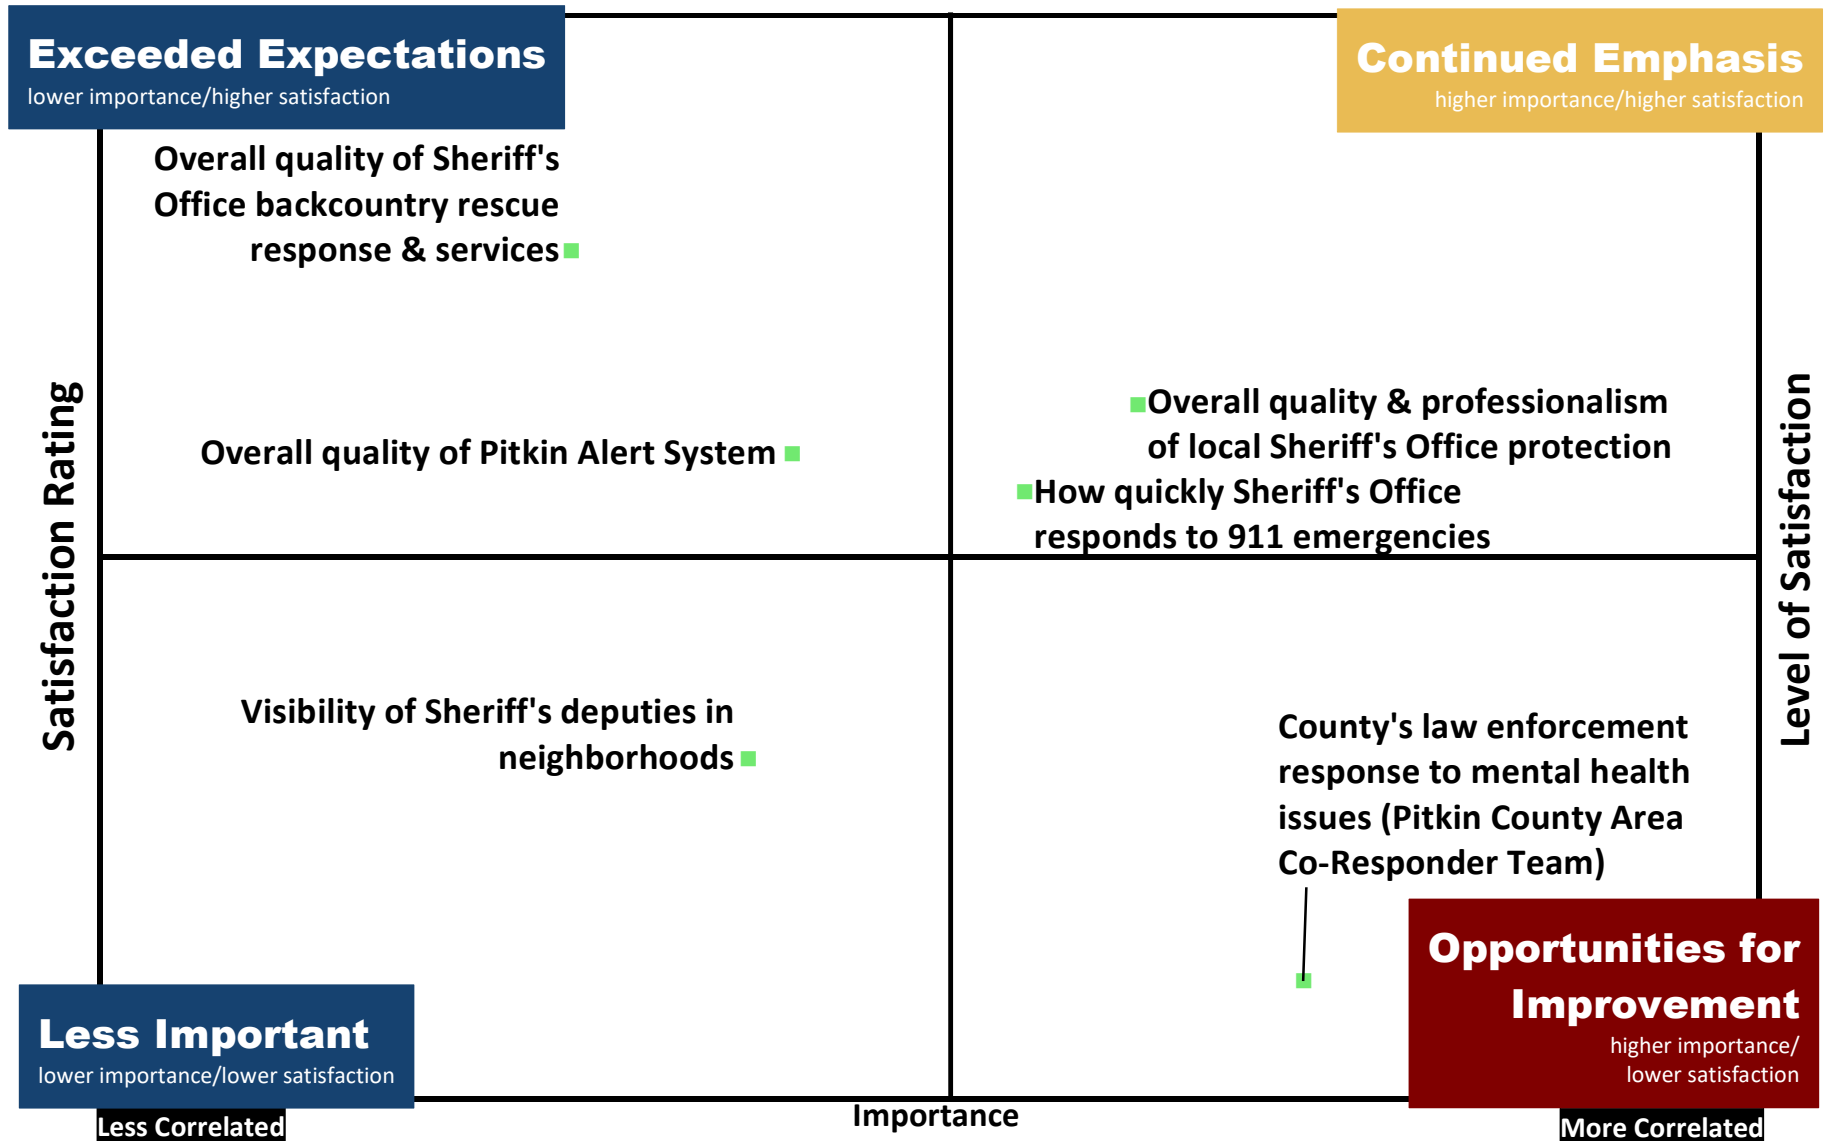 Exceeded Expectations
lower importance/higher satisfaction
Continued Emphasis
higher importance/higher satisfaction
Overall quality of Sheriff's
Office backcountry rescue
response & services
Overall quality & professionalism
of local Sheriff's Office protection
Overall quality of Pitkin Alert System
How quickly Sheriff's Office
responds to 911 emergencies
Satisfaction Rating
Level of Satisfaction
Visibility of Sheriff's deputies in
neighborhoods
County's law enforcement
response to mental health
issues (Pitkin County Area
Co-Responder Team)
Less Important
lower importance/lower satisfaction
Opportunities for
Improvement
higher importance/
lower satisfaction
Less Correlated
Importance
More Correlated